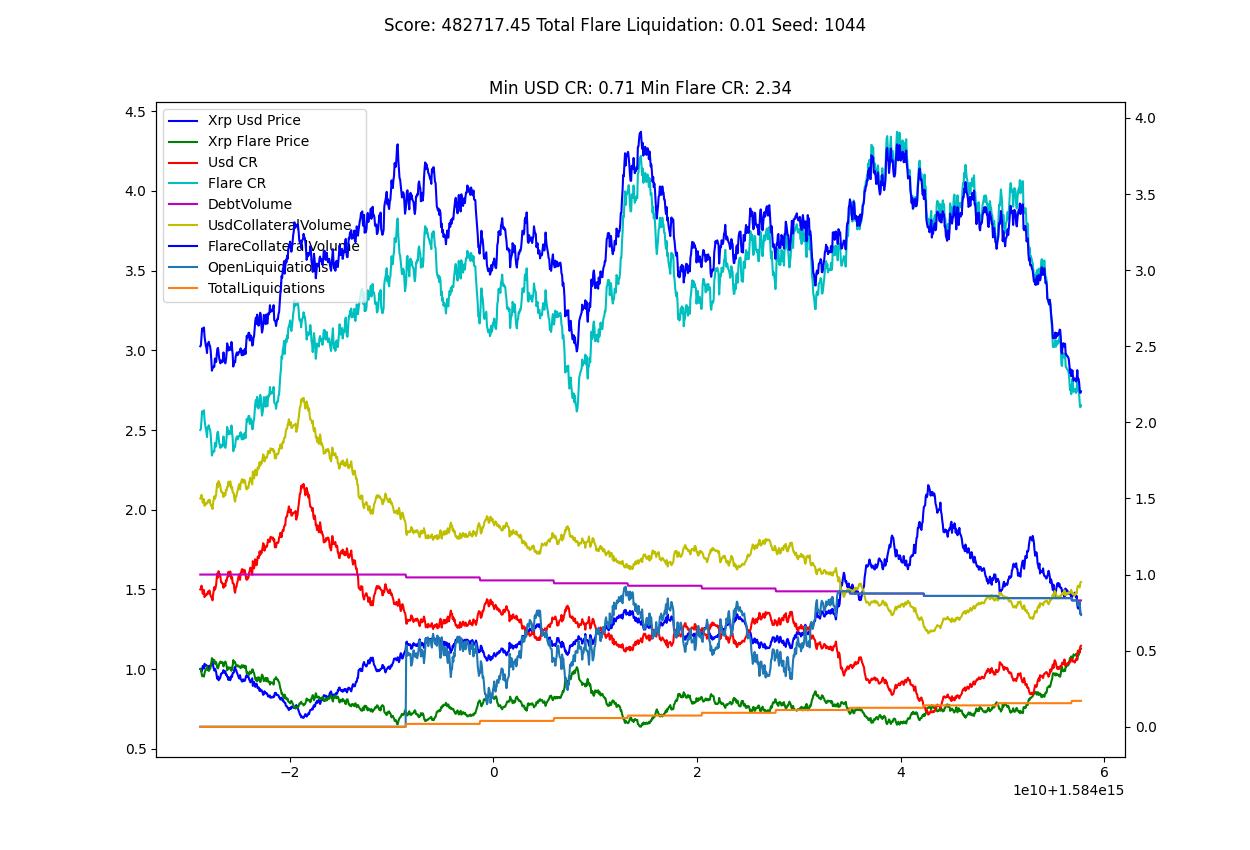 Score: 482717.45 Total Flare Liquidation: 0.01 Seed: 1044
Min USD CR: 0.71 Min Flare CR: 2.34
Xrp Usd Price
Xrp Flare Price
Usd CR
Flare CR
DebtVolume
UsdCollateralVolume
FlareCollateralVolume
OpenLiquidations
TotalLiquidations
4.5
4.0
3.5
3.0
2.5
2.0
1.5
1.0
0.5
4.0
3.5
3.0
2.5
2.0
1.5
1.0
0.5
0.0
−2
0
2
4
6
1e10+1.584e15